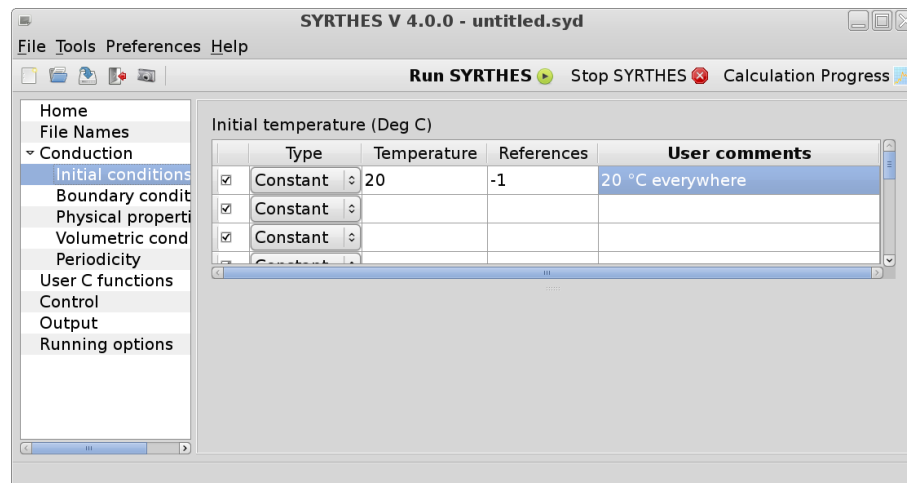 SYRTHES V 4.0.0 - untitled.syd
File Tools Preferences Help
Run SYRTHES Stop SYRTHES Calculation Progress
Home
File Names
Conduction
Initial conditions
Boundary condit
Physical properti
Volumetric cond
Periodicity
User C functions
Control
Output
Running options
Initial temperature (Deg C)
Type Temperature References User comments
Constant 20 -1 20 °C everywhere
Constant
Constant
Constant